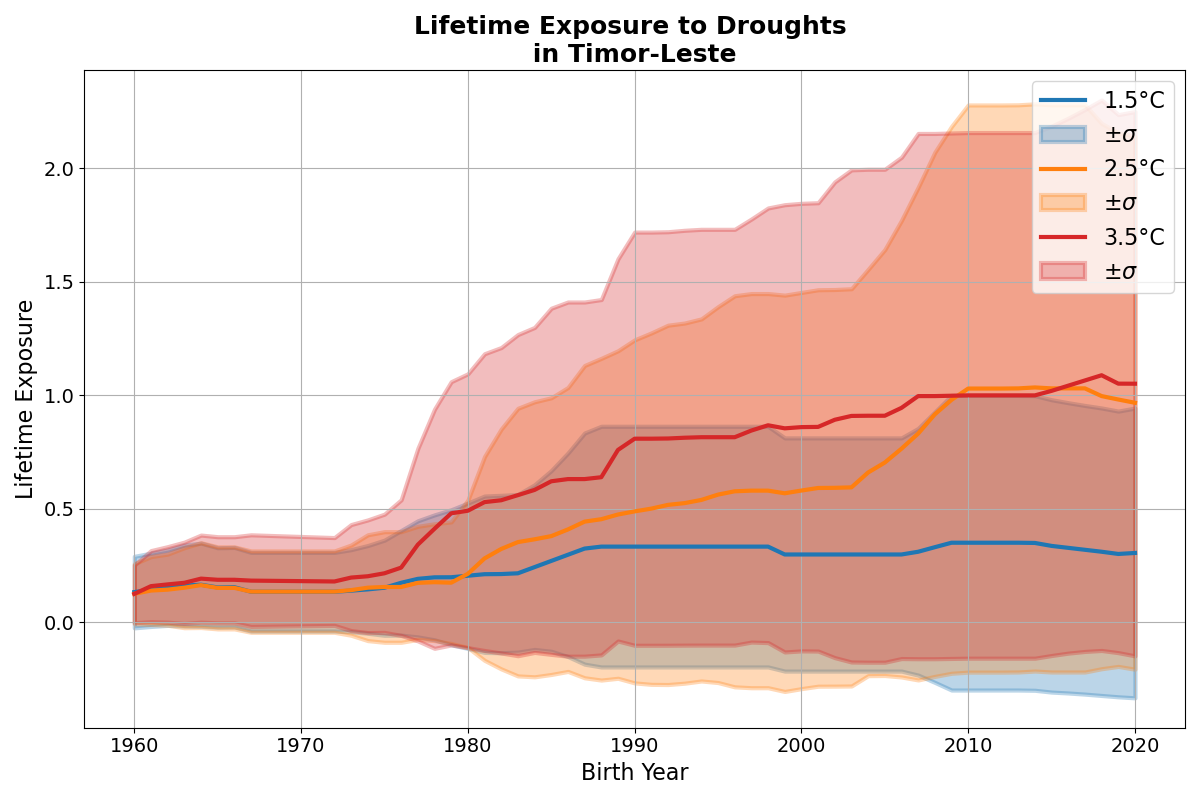 Lifetime Exposure to Droughts
in Timor-Leste
1.5°C
±σ
2.5°C
±σ
3.5°C
±σ
Lifetime Exposure
2.0
1.5
1.0
0.5
0.0
1960 1970 1980 1990 2000 2010 2020
Birth Year